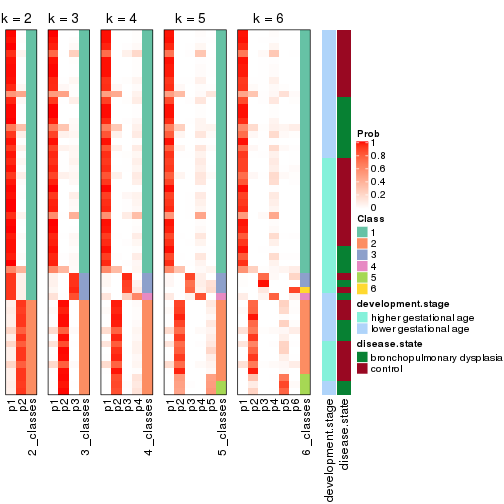 k = 2
k = 3
k = 4
k = 5
k = 6
p1
p2
2_classes
p1
p2
p3
3_classes
p1
p2
p3
p4
4_classes
p1
p2
p3
p4
p5
5_classes
p1
p2
p3
p4
p5
p6
6_classes
development.stage
disease.state
Prob
1
0.8
0.6
0.4
0.2
0
Class
1
2
3
4
5
6
development.stage
higher gestational age
lower gestational age
disease.state
bronchopulmonary dysplasia
control